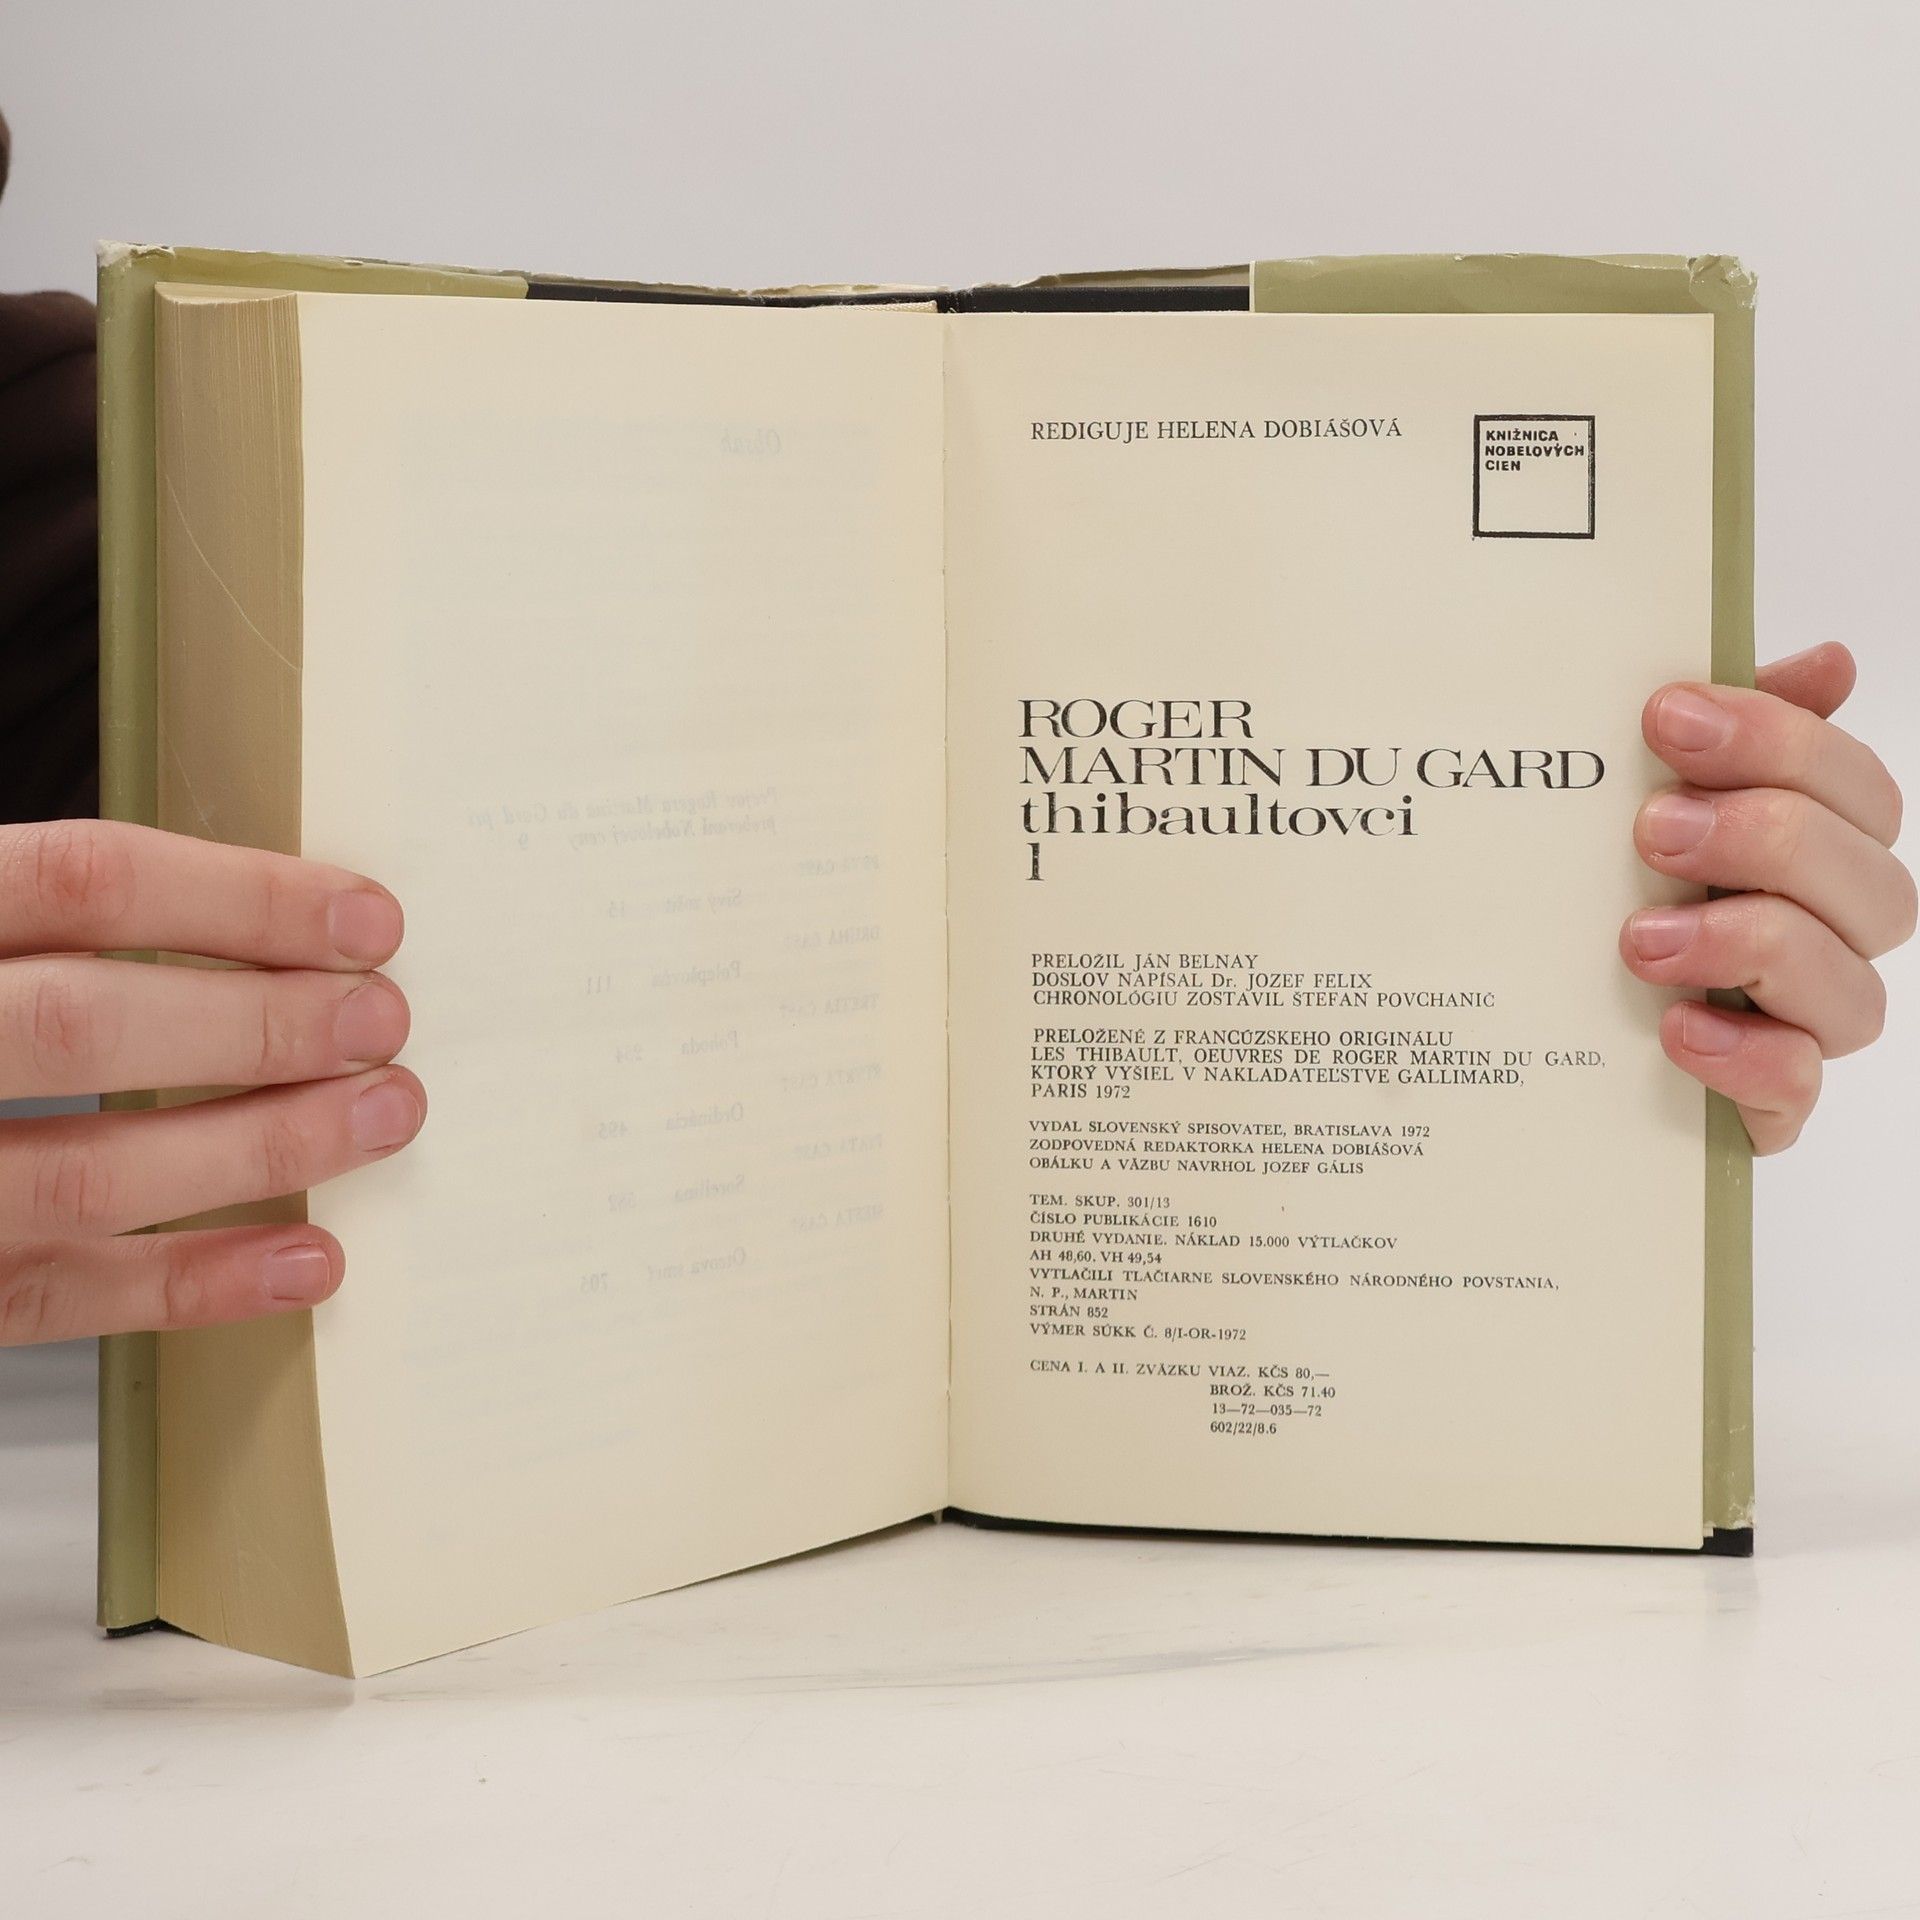 REDIGUJE HELENA DOBIÁŠOVÁ
KNIŽNICA
NOBELOVÝCH
CIEN
ROGER
MARTIN DU GARD
thibaultovci
1
PRELOŽIL JÁN BELNAY
DOSLOV NAPÍSAL Dr. JOZEF FELIX
CHRONOLÓGIU ZOSTAVIL ŠTEFAN POVCHANIČ
PRELOŽENÉ Z FRANCÚZSKEHO ORIGINÁLU
LES THIBAULT, OEUVRES DE ROGER MARTIN DU GARD,
KTORÝ VYŠIEL V NAKLADATEĽSTVE GALLIMARD,
PARIS 1972
VYDAL SLOVENSKÝ SPISOVATEĽ, BRATISLAVA 1972
ZODPOVEDNÁ REDAKTORKA HELENA DOBIÁŠOVÁ
OBÁLKU A VÄZBU NAVRHOL JOZEF GÁLIS
TEM. SKUP. 301/13
ČÍSLO PUBLIKÁCIE 1610
DRUHÉ VYDANIE. NÁKLAD 15.000 VÝTLAČKOV
AH 48,60. VH 49,54
VYTLAČILI TLAČIARNE SLOVENSKÉHO NÁRODNÉHO POVSTANIA,
N. P., MARTIN
STRÁN 852
VÝMER SÚKK Č. 8/I-OR-1972
CENA I. A II. ZVÄZKU VIAZ. KČS 80,—
BROŽ. KČS 71.40
13—72—035—72
602/22/8.6